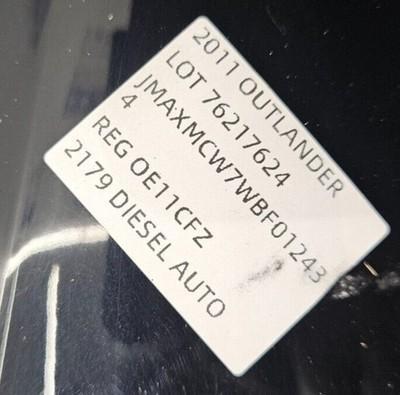 2011 OUTLANDER
LOT 76217624
JMAXMCW7WBF01243
4
REG OE11CFZ
2179 DIESEL AUTO